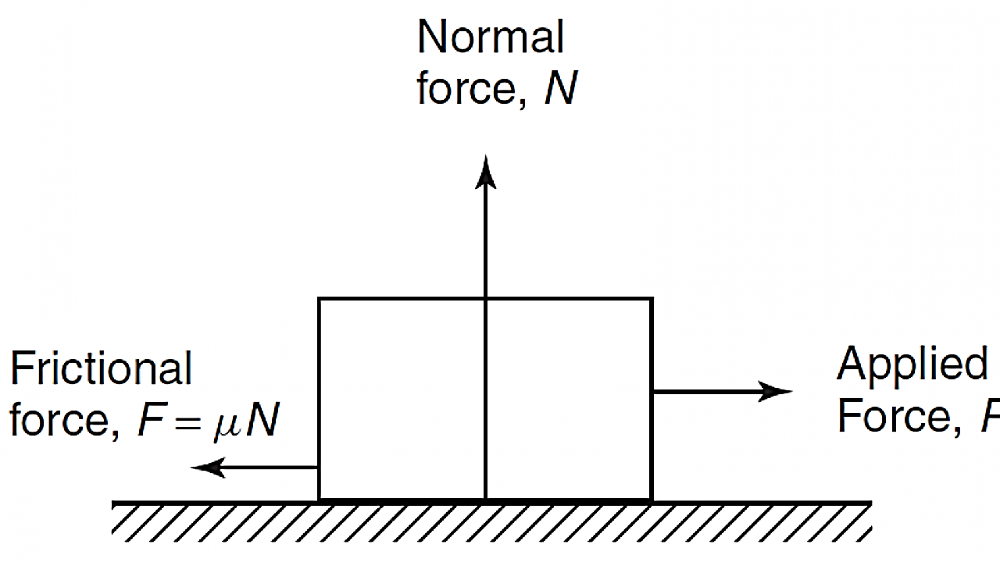 Normal
force, N
Frictional
force, F = μN
Applied
Force,